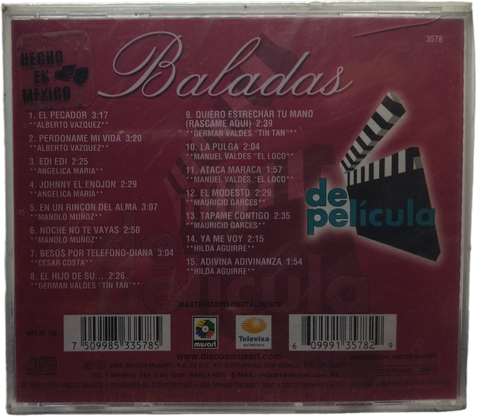 3578
HECHO
EN
MEXICO
Baladas
1. EL PECADOR 3:17
**ALBERTO VAZQUEZ**
2. PERDONAME MI VIDA 3:20
**ALBERTO VAZQUEZ**
3. EDI EDI 2:25
**ANGELICA MARIA**
4. JOHNNY EL ENOJON 2:29
**ANGELICA MARIA**
5. EN UN RINCON DEL ALMA 3:07
**MANOLO MUÑOZ**
6. NOCHE NO TE VAYAS 2:50
**MANOLO MUÑOZ**
7. BESOS POR TELEFONO-DIANA 3:04
**CESAR COSTA**
8. EL HIJO DE SU... 2:26
**GERMAN VALDES "TIN TAN"**
9. QUIERO ESTRECHAR TU MANO
(RASCAME AQUI) 2:39
**GERMAN VALDES "TIN TAN"**
10. LA PULGA 2:04
**MANUEL VALDES "EL LOCO"**
11. ATACA MARACA 1:57
**MANUEL VALDES "EL LOCO"**
12. EL MODESTO 2:29
**MAURICIO GARCES**
13. TAPAME CONTIGO 2:35
**MAURICIO GARCES**
14. YA ME VOY 2:15
**HILDA AGUIRRE**
15. ADIVINA ADIVINANZA 1:54
**HILDA AGUIRRE**
de
película
película
MASTERIZADO DIGITALMENTE
7 509985 335785
musart
Televisa
6 09991 35782 9
www.discosmusart.com